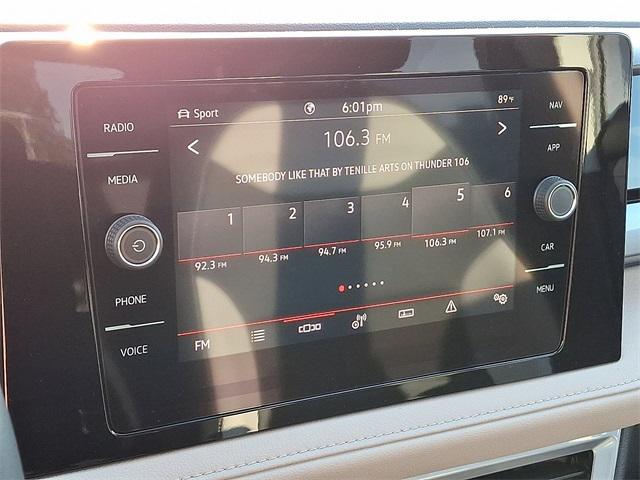 Sport 6:01pm 89°F
106.3 FM
SOMEBODY LIKE THAT BY TENILLE ARTS ON THUNDER 106
1 2 3 4 5 6
92.3 FM 94.3 FM 94.7 FM 95.9 FM 106.3 FM 107.1 FM
FM
RADIO
MEDIA
PHONE
VOICE
NAV
APP
CAR
MENU